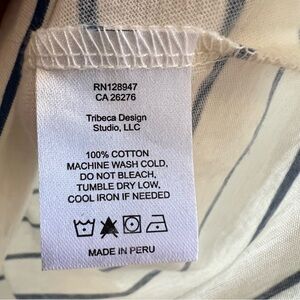 RN128947
CA 26276
Tribeca Design
Studio, LLC
100% COTTON
MACHINE WASH COLD,
DO NOT BLEACH,
TUMBLE DRY LOW,
COOL IRON IF NEEDED
MADE IN PERU